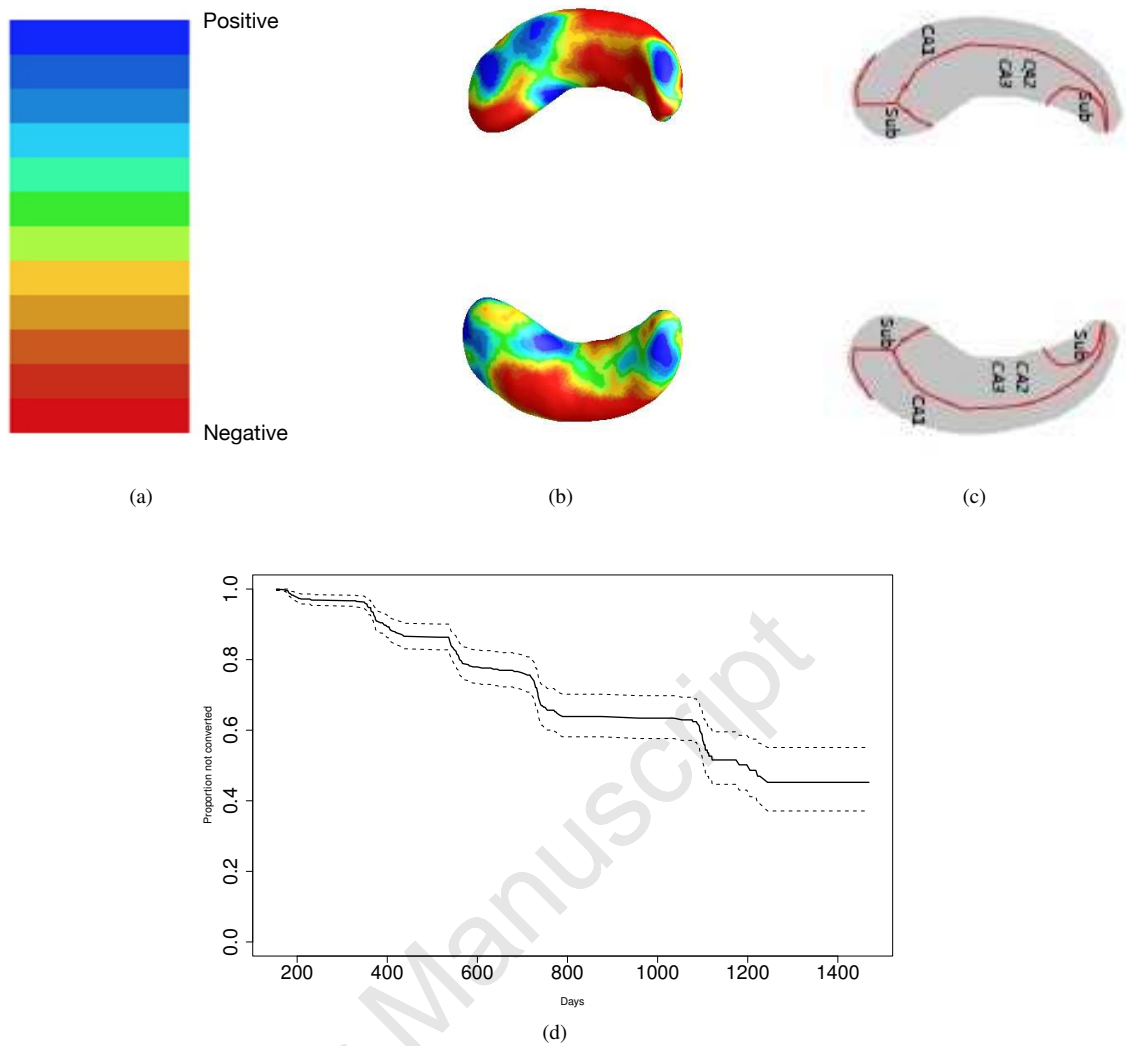 Positive
Negative
(a)
(b)
CA1
CA2
CA3
Sub
Sub
Sub
Sub
CA2
CA3
CA1
(c)
Proportion not converted
1.0
0.8
0.6
0.4
0.2
0.0
200 400 600 800 1000 1200 1400
Days
(d)
Manuscript